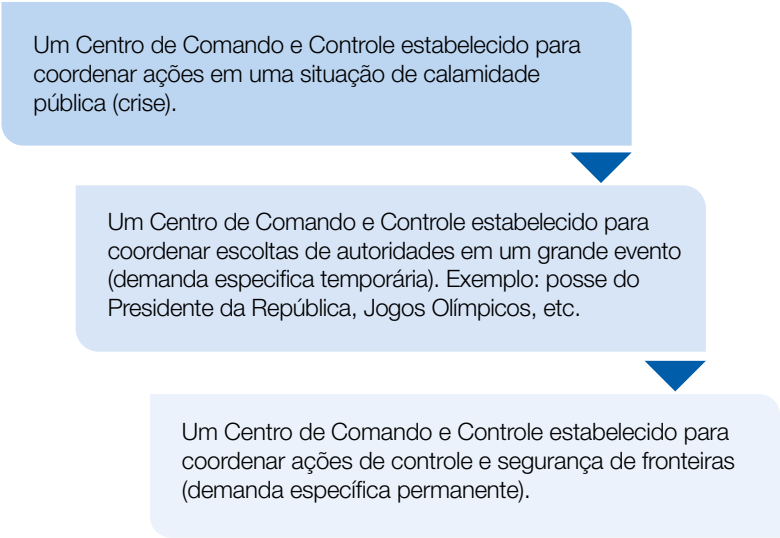 Um Centro de Comando e Controle estabelecido para
coordenar ações em uma situação de calamidade
pública (crise).
Um Centro de Comando e Controle estabelecido para
coordenar escoltas de autoridades em um grande evento
(demanda especifica temporária). Exemplo: posse do
Presidente da República, Jogos Olímpicos, etc.
Um Centro de Comando e Controle estabelecido para
coordenar ações de controle e segurança de fronteiras
(demanda específica permanente).